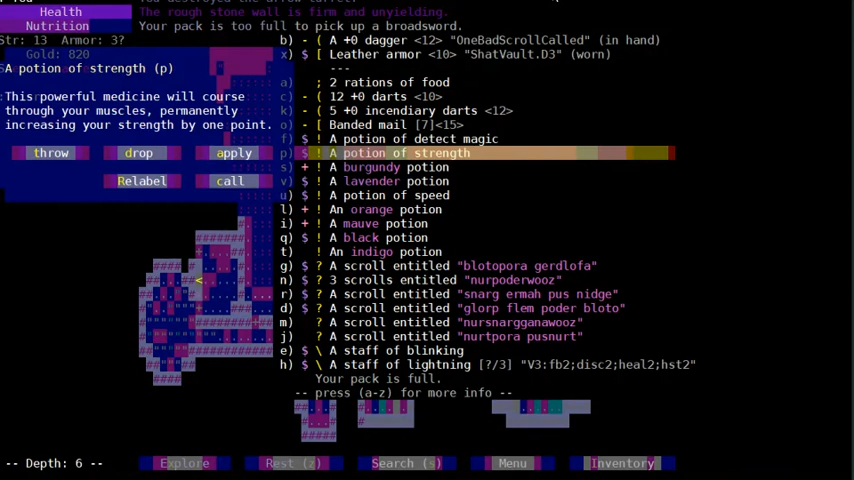 Health
The rough stone wall is firm and unyielding.
Nutrition
Your pack is too full to pick up a broadsword.
Str: 13 Armor: 3?
Gold: 820
b) - ( A +0 dagger <12> "OneBadScrollCalled" (in hand)
x) $ [ Leather armor <10> "ShatVault.D3" (worn)
---
A potion of strength (p)
This powerful medicine will course
through your muscles, permanently
increasing your strength by one point.
throw drop apply
Relabel call
a) ; 2 rations of food
c) - ( 12 +0 darts <10>
k) - ( 5 +0 incendiary darts <12>
o) - [ Banded mail [7]<15>
f) $ ! A potion of detect magic
p) $ ! A potion of strength
s) + ! A burgundy potion
v) $ ! A lavender potion
u) $ ! A potion of speed
l) + ! An orange potion
i) + ! A mauve potion
q) $ ! A black potion
t) ! An indigo potion
g) $ ? A scroll entitled "blotopora gerdlofa"
n) $ ? 3 scrolls entitled "nurpoderwooz"
r) $ ? A scroll entitled "snarg ermah pus nidge"
d) $ ? A scroll entitled "glorp flem poder bloto"
m) ? A scroll entitled "nursnargganawooz"
j) ? A scroll entitled "nurtpora pusnurt"
e) $ \ A staff of blinking
h) $ \ A staff of lightning [?/3] "V3:fb2;disc2;heal2;hst2"
Your pack is full.
-- press (a-z) for more info --
-- Depth: 6 -- Explore Rest (z) Search (s) Menu Inventory